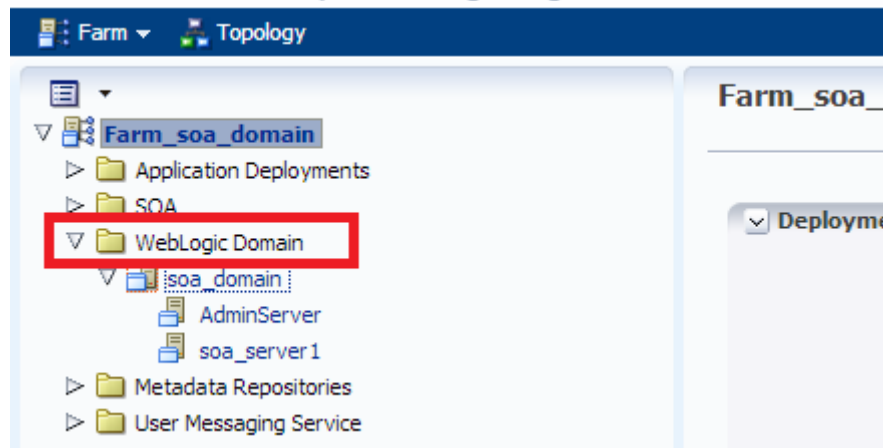 Farm Topology
Farm_soa_domain
Application Deployments
SOA
WebLogic Domain
soa_domain
AdminServer
soa_server1
Metadata Repositories
User Messaging Service
Farm_soa_
Deployme